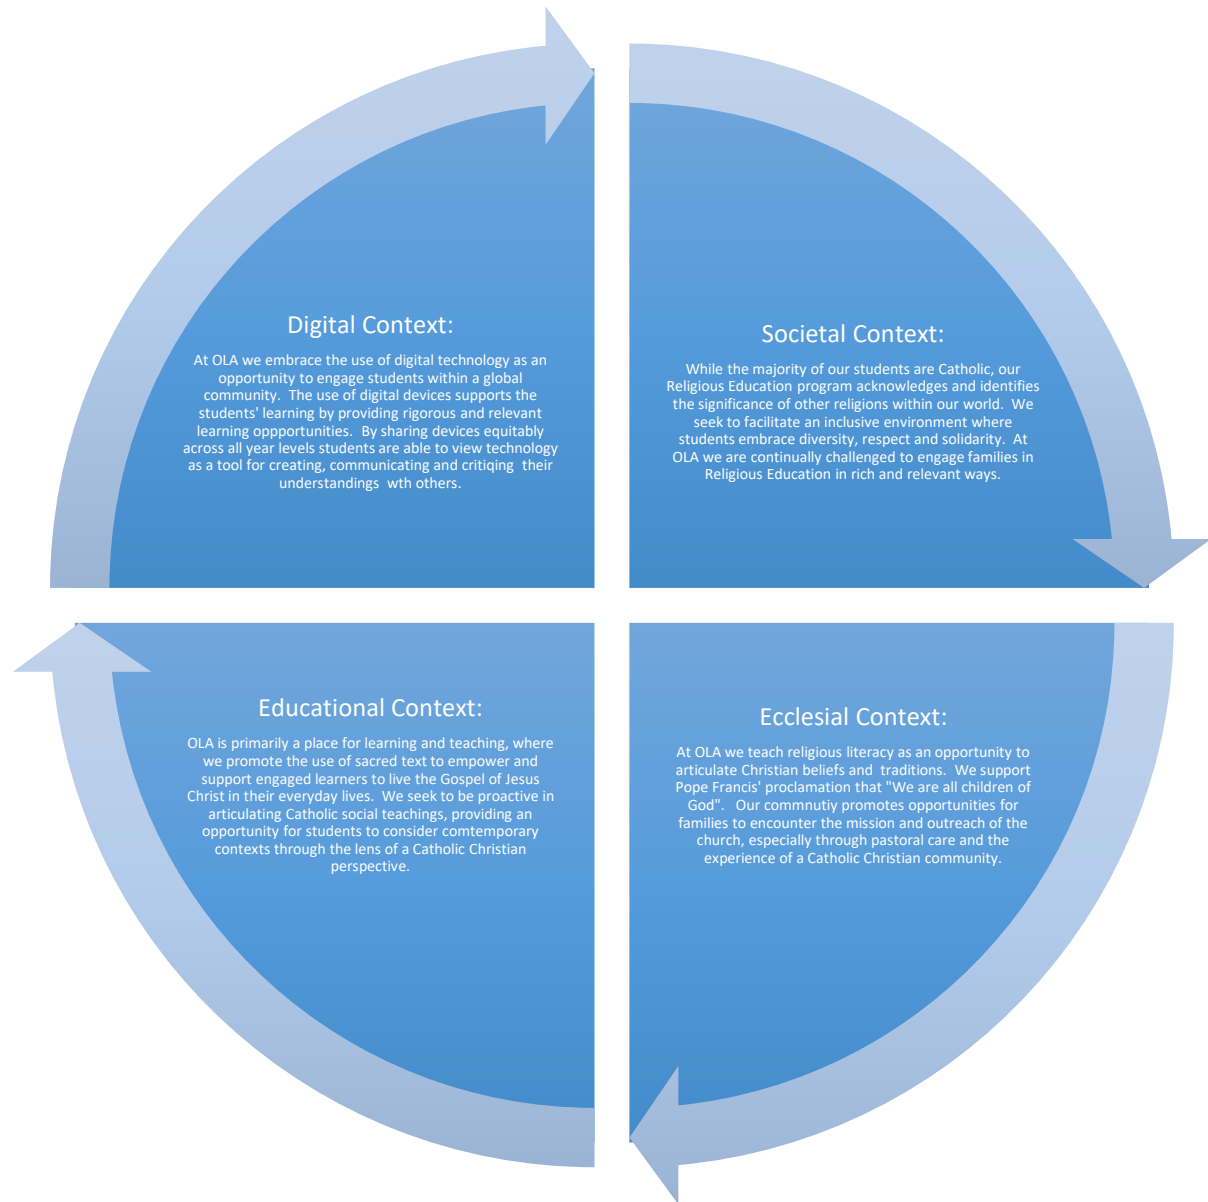 Digital Context:
At OLA we embrace the use of digital technology as an
opportunity to engage students within a global
community.  The use of digital devices supports the
students' learning by providing rigorous and relevant
learning oppportunities.  By sharing devices equitably
across all year levels students are able to view technology
as a tool for creating, communicating and critiqing  their
understandings  wth others.
Societal Context:
While the majority of our students are Catholic, our
Religious Education program acknowledges and identifies
the significance of other religions within our world.  We
seek to facilitate an inclusive environment where
students embrace diversity, respect and solidarity.  At
OLA we are continually challenged to engage families in
Religious Education in rich and relevant ways.
Educational Context:
OLA is primarily a place for learning and teaching, where
we promote the use of sacred text to empower and
support engaged learners to live the Gospel of Jesus
Christ in their everyday lives.  We seek to be proactive in
articulating Catholic social teachings, providing an
opportunity for students to consider comtemporary
contexts through the lens of a Catholic Christian
perspective.
Ecclesial Context:
At OLA we teach religious literacy as an opportunity to
articulate Christian beliefs and  traditions.  We support
Pope Francis' proclamation that "We are all children of
God".   Our commnutiy promotes opportunities for
families to encounter the mission and outreach of the
church, especially through pastoral care and the
experience of a Catholic Christian community.